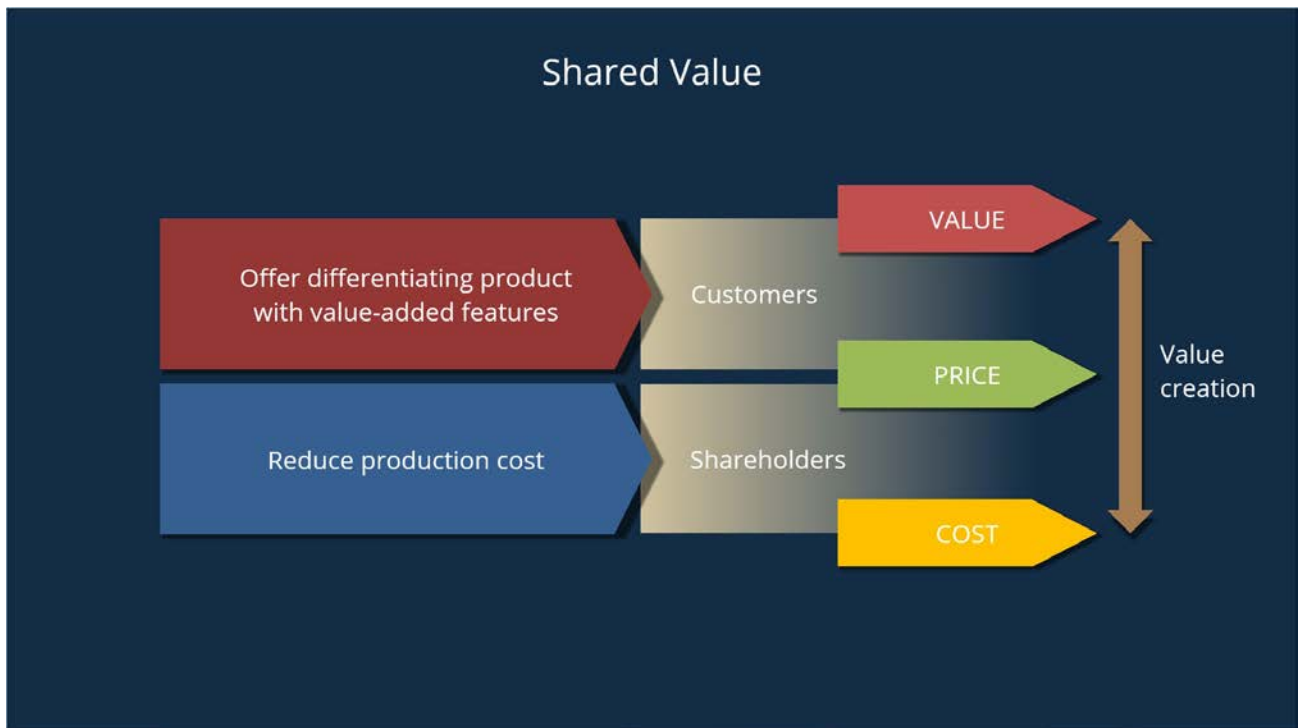 Shared Value
Offer differentiating product
with value-added features
Customers
VALUE
PRICE
Value
creation
Reduce production cost
Shareholders
COST